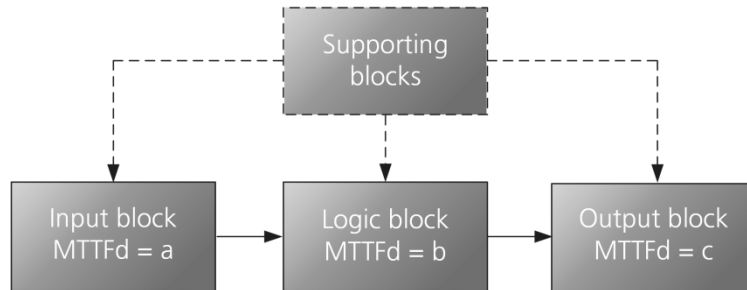 Supporting
blocks
Input block
MTTFd = a
Logic block
MTTFd = b
Output block
MTTFd = c